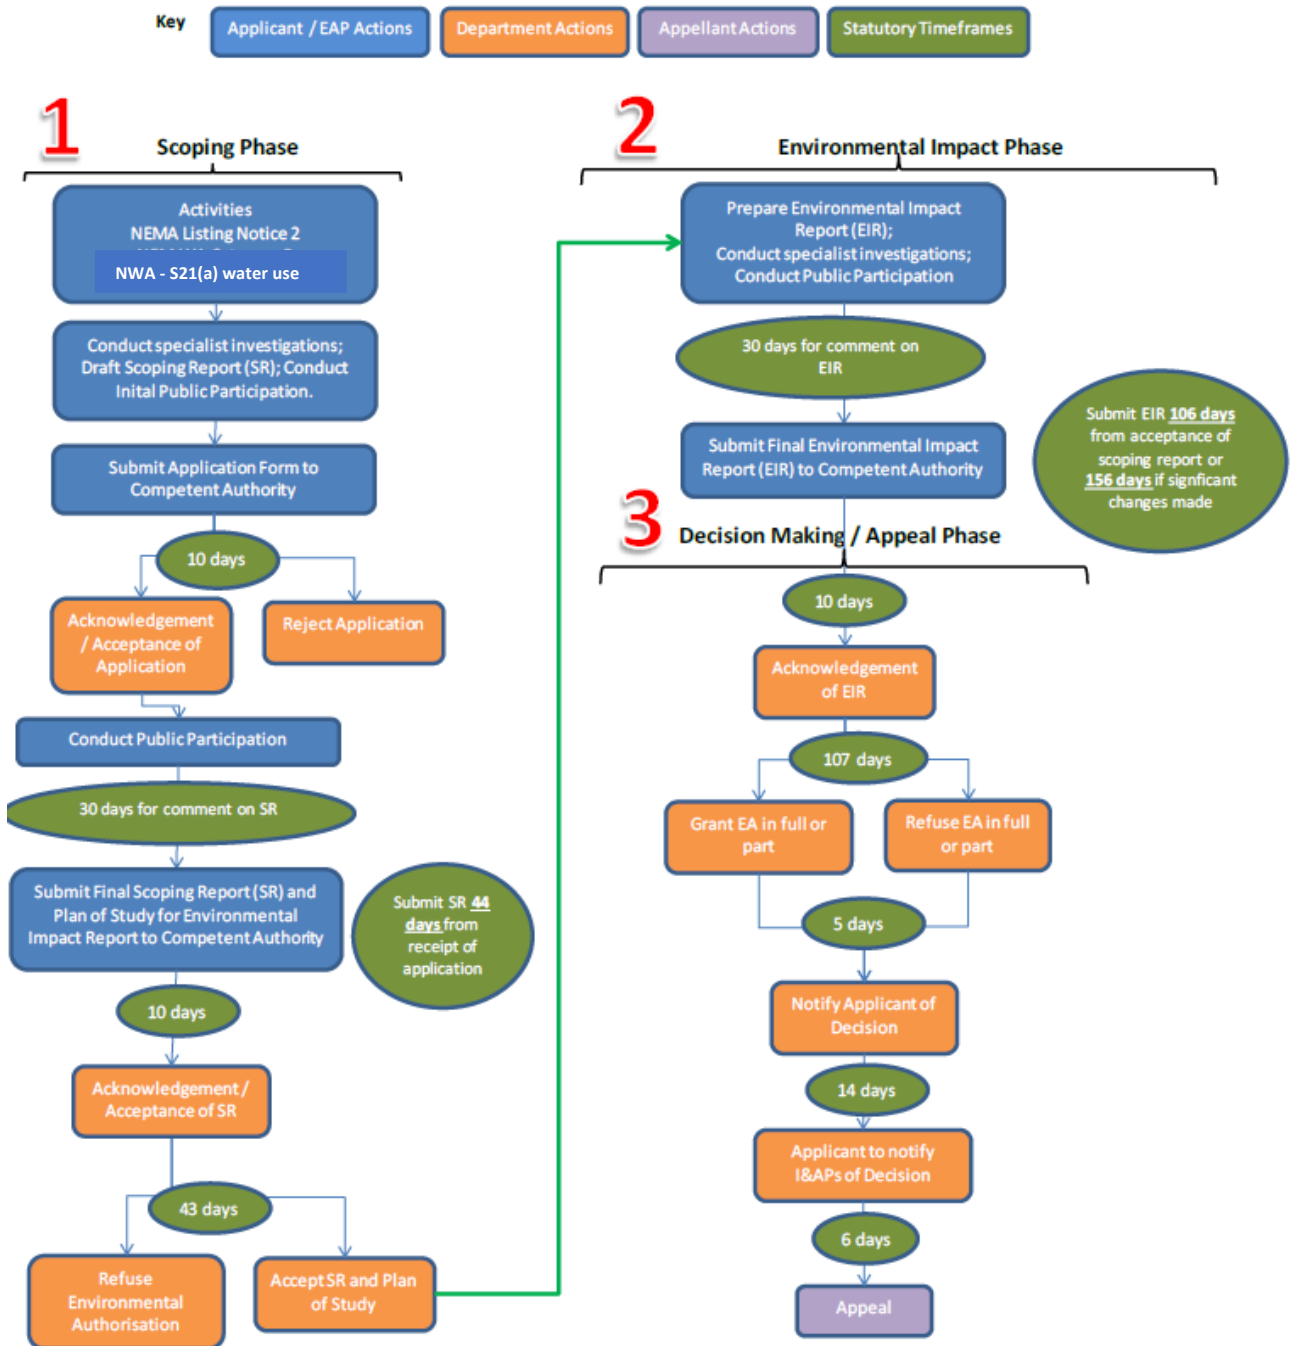 Key
Applicant / EAP Actions
Department Actions
Appellant Actions
Statutory Timeframes
1
Scoping Phase
Activities
NEMA Listing Notice 2
NWA - S21(a) water use
Conduct specialist investigations;
Draft Scoping Report (SR); Conduct
Inital Public Participation.
Submit Application Form to
Competent Authority
10 days
Acknowledgement
/ Acceptance of
Application
Reject Application
Conduct Public Participation
30 days for comment on SR
Submit Final Scoping Report (SR) and
Plan of Study for Environmental
Impact Report to Competent Authority
Submit SR 44
days from
receipt of
application
10 days
Acknowledgement /
Acceptance of SR
43 days
Refuse
Environmental
Authorisation
Accept SR and Plan
of Study
2
Environmental Impact Phase
Prepare Environmental Impact
Report (EIR);
Conduct specialist investigations;
Conduct Public Participation
30 days for comment on
EIR
Submit Final Environmental Impact
Report (EIR) to Competent Authority
Submit EIR 106 days
from acceptance of
scoping report or
156 days if signficant
changes made
3
Decision Making / Appeal Phase
10 days
Acknowledgement
of EIR
107 days
Grant EA in full or
part
Refuse EA in full
or part
5 days
Notify Applicant of
Decision
14 days
Applicant to notify
I&APs of Decision
6 days
Appeal